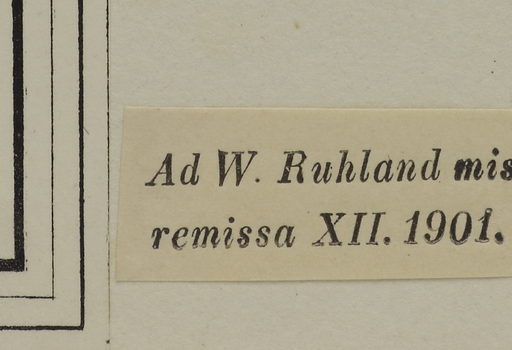 Ad W. Ruhland mis
remissa XII. 1901.